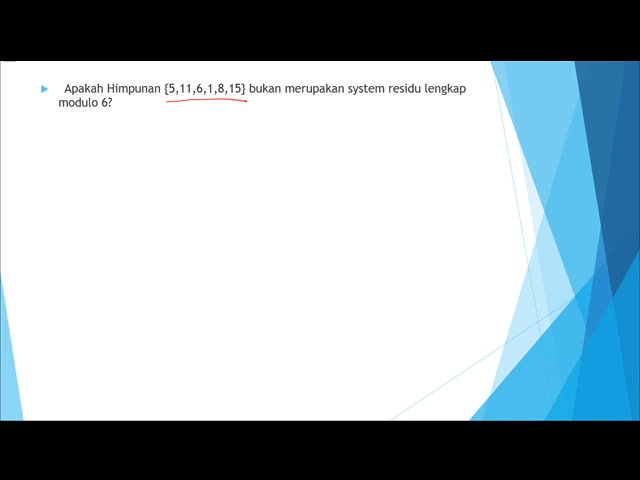 Apakah Himpunan {5,11,6,1,8,15} bukan merupakan system residu lengkap
modulo 6?